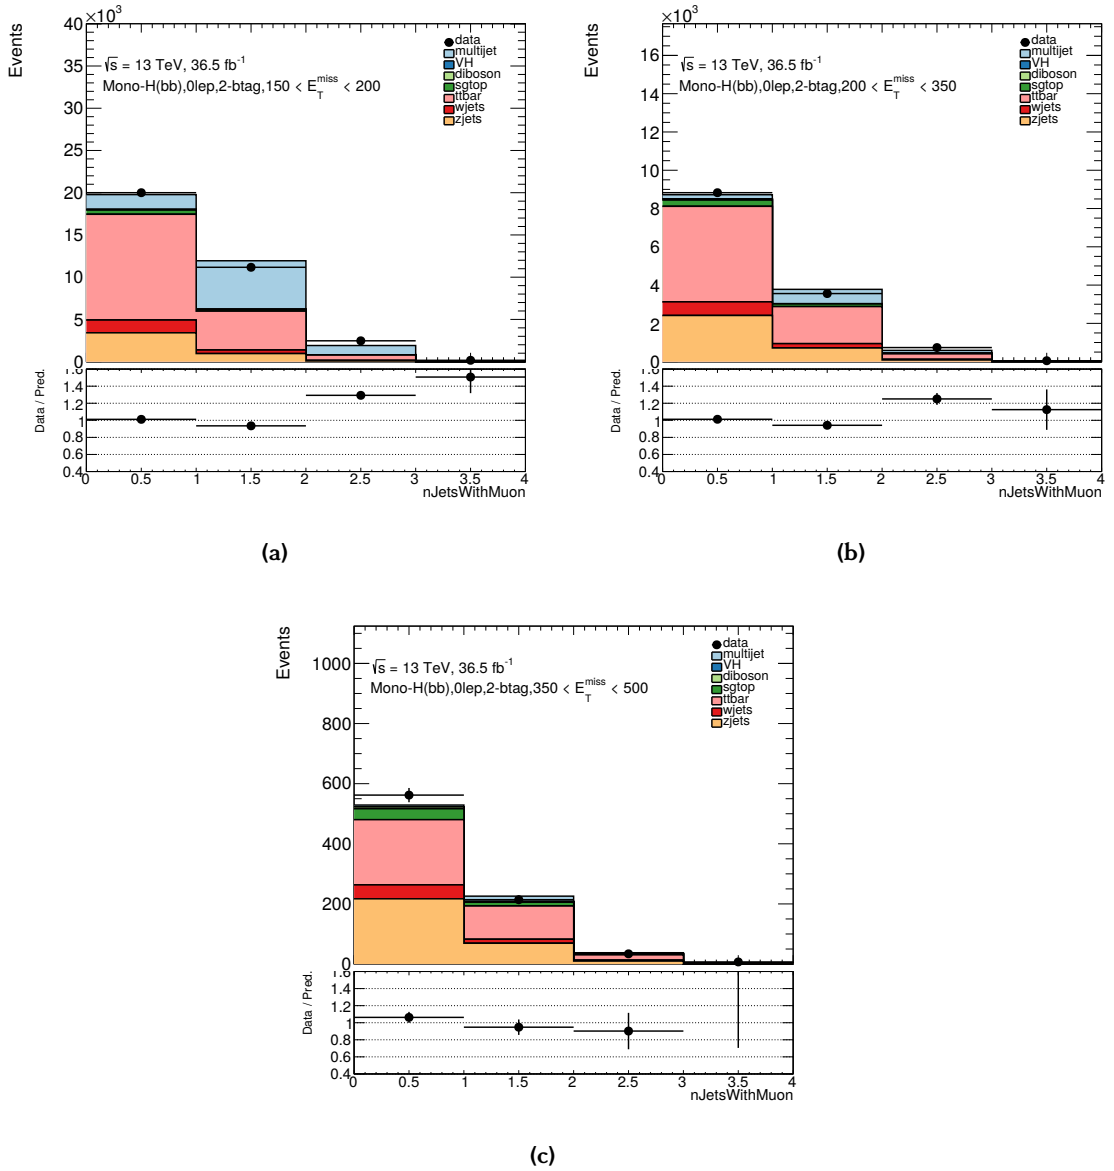 ×10³
Events
40
35
30
25
20
15
10
5
0
√s = 13 TeV, 36.5 fb⁻¹
Mono-H(bb),0lep,2-btag,150 < E_T^miss < 200
data
multijet
VH
diboson
sgtop
ttbar
wjets
zjets
Data / Pred.
1.6
1.4
1.2
1
0.8
0.6
0.4
0 0.5 1 1.5 2 2.5 3 3.5 4
nJetsWithMuon
(a)
×10³
Events
16
14
12
10
8
6
4
2
0
√s = 13 TeV, 36.5 fb⁻¹
Mono-H(bb),0lep,2-btag,200 < E_T^miss < 350
data
multijet
VH
diboson
sgtop
ttbar
wjets
zjets
Data / Pred.
1.6
1.4
1.2
1
0.8
0.6
0.4
0 0.5 1 1.5 2 2.5 3 3.5 4
nJetsWithMuon
(b)
Events
1000
800
600
400
200
0
√s = 13 TeV, 36.5 fb⁻¹
Mono-H(bb),0lep,2-btag,350 < E_T^miss < 500
data
multijet
VH
diboson
sgtop
ttbar
wjets
zjets
Data / Pred.
1.6
1.4
1.2
1
0.8
0.6
0.4
0 0.5 1 1.5 2 2.5 3 3.5 4
nJetsWithMuon
(c)